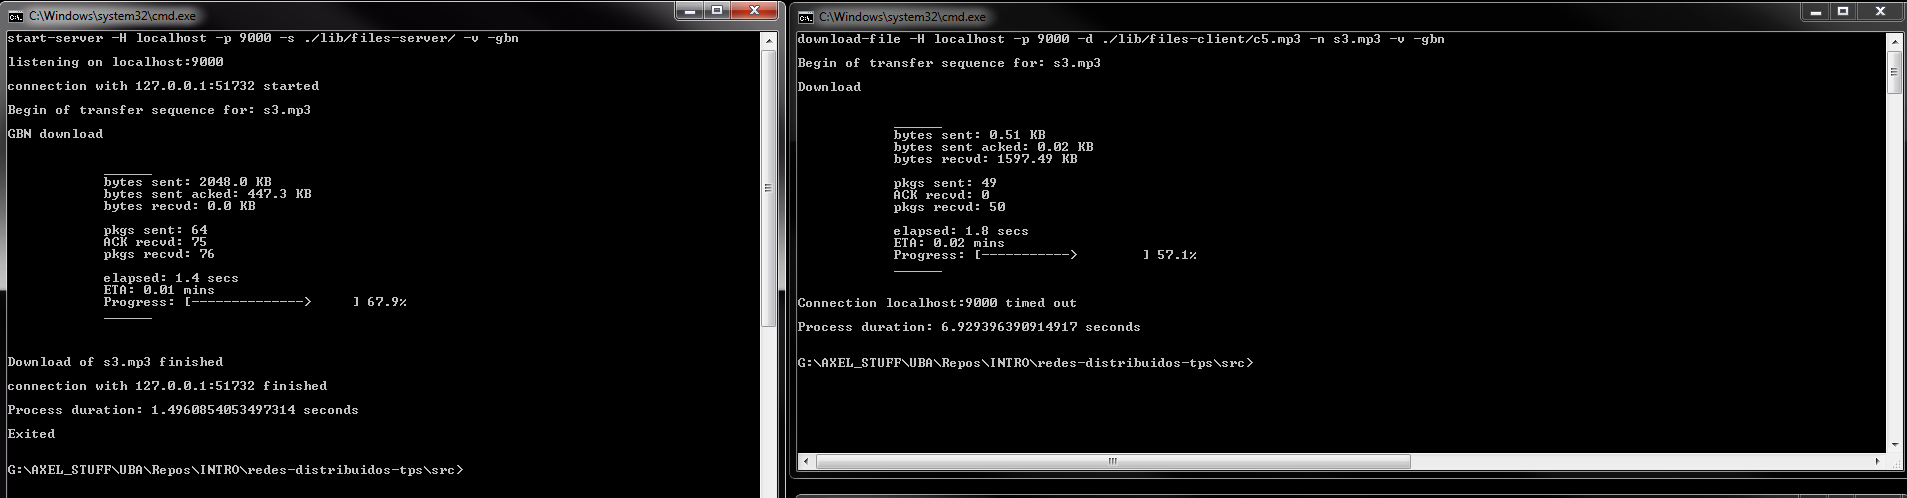 C:\Windows\system32\cmd.exe
start-server -H localhost -p 9000 -s ./lib/files-server/ -v -gbn
listening on localhost:9000
connection with 127.0.0.1:51732 started
Begin of transfer sequence for: s3.mp3
GBN download
______
bytes sent: 2048.0 KB
bytes sent acked: 447.3 KB
bytes recvd: 0.0 KB
pkgs sent: 64
ACK recvd: 75
pkgs recvd: 76
elapsed: 1.4 secs
ETA: 0.01 mins
Progress: [-------------->     ] 67.9%
______
Download of s3.mp3 finished
connection with 127.0.0.1:51732 finished
Process duration: 1.4960854053497314 seconds
Exited
G:\AXEL_STUFF\UBA\Repos\INTRO\redes-distribuidos-tps\src>
C:\Windows\system32\cmd.exe
download-file -H localhost -p 9000 -d ./lib/files-client/c5.mp3 -n s3.mp3 -v -gbn
Begin of transfer sequence for: s3.mp3
Download
______
bytes sent: 0.51 KB
bytes sent acked: 0.02 KB
bytes recvd: 1597.49 KB
pkgs sent: 49
ACK recvd: 0
pkgs recvd: 50
elapsed: 1.8 secs
ETA: 0.02 mins
Progress: [----------->        ] 57.1%
______
Connection localhost:9000 timed out
Process duration: 6.929396390914917 seconds
G:\AXEL_STUFF\UBA\Repos\INTRO\redes-distribuidos-tps\src>